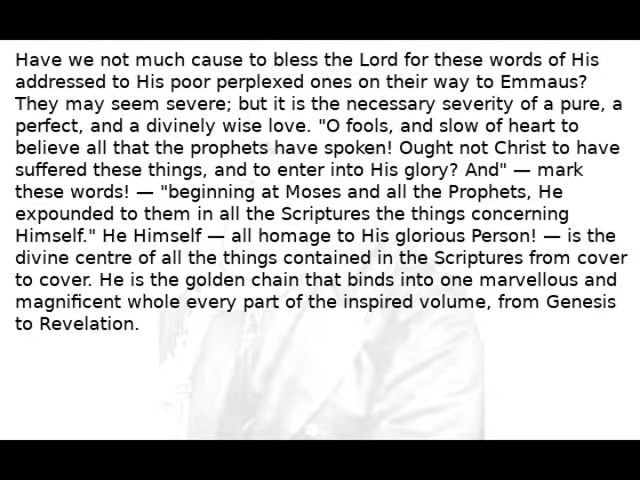 Have we not much cause to bless the Lord for these words of His
addressed to His poor perplexed ones on their way to Emmaus?
They may seem severe; but it is the necessary severity of a pure, a
perfect, and a divinely wise love. "O fools, and slow of heart to
believe all that the prophets have spoken! Ought not Christ to have
suffered these things, and to enter into His glory? And" — mark
these words! — "beginning at Moses and all the Prophets, He
expounded to them in all the Scriptures the things concerning
Himself." He Himself — all homage to His glorious Person! — is the
divine centre of all the things contained in the Scriptures from cover
to cover. He is the golden chain that binds into one marvellous and
magnificent whole every part of the inspired volume, from Genesis
to Revelation.